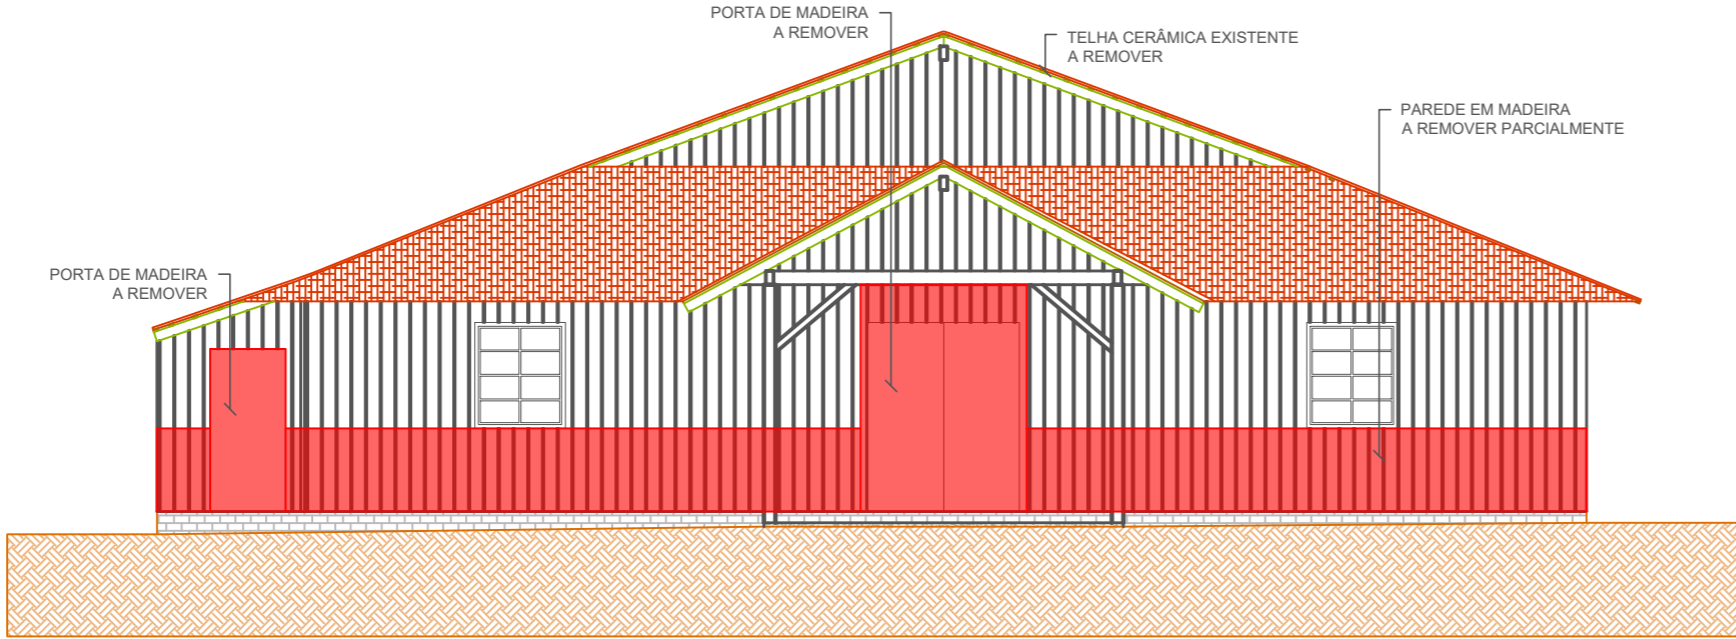 PORTA DE MADEIRA
A REMOVER
TELHA CERÂMICA EXISTENTE
A REMOVER
PAREDE EM MADEIRA
A REMOVER PARCIALMENTE
PORTA DE MADEIRA
A REMOVER